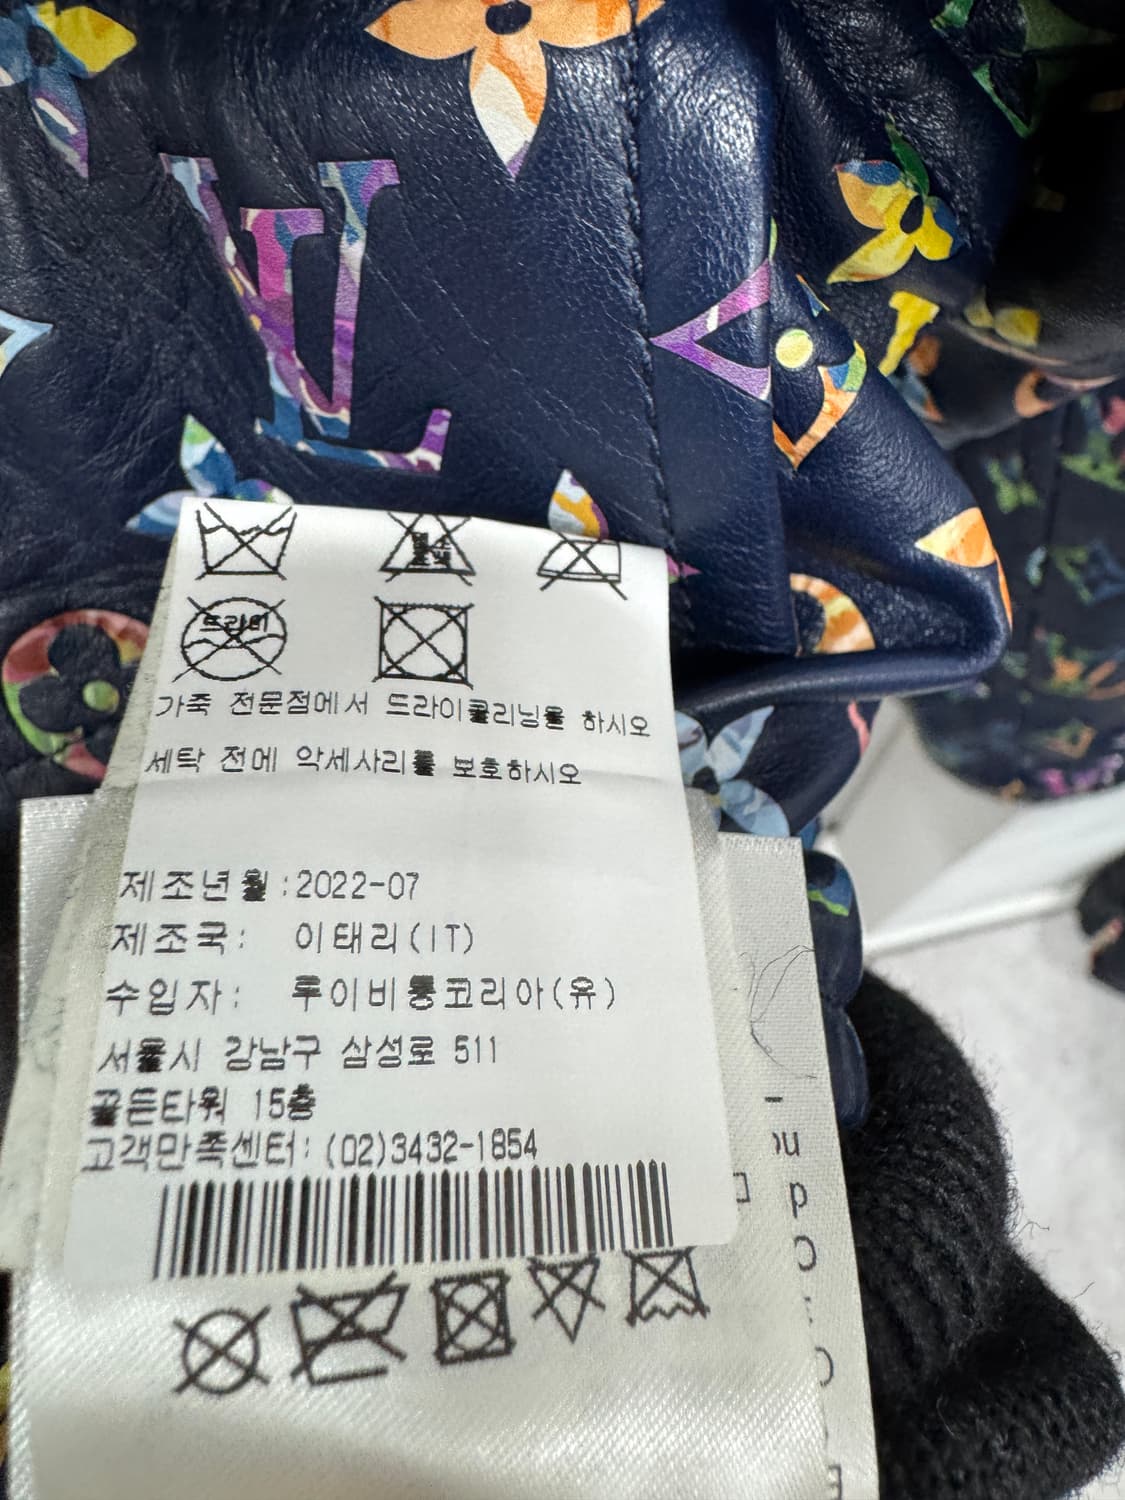 LV
드라이
가죽 전문점에서 드라이클리닝을 하시오
세탁 전에 악세사리를 보호하시오
제조년월:2022-07
제조국: 이태리(IT)
수입자: 루이비통코리아(유)
서울시 강남구 삼성로 511
골든타워 15층
고객만족센터: (02)3432-1854